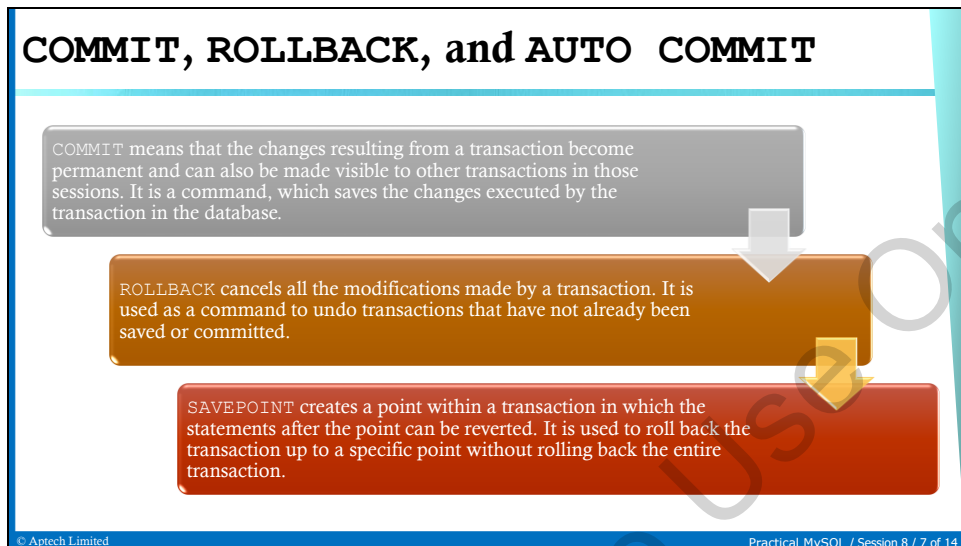 COMMIT, ROLLBACK, and AUTO COMMIT
COMMIT means that the changes resulting from a transaction become
permanent and can also be made visible to other transactions in those
sessions. It is a command, which saves the changes executed by the
transaction in the database.
ROLLBACK cancels all the modifications made by a transaction. It is
used as a command to undo transactions that have not already been
saved or committed.
SAVEPOINT creates a point within a transaction in which the
statements after the point can be reverted. It is used to roll back the
transaction up to a specific point without rolling back the entire
transaction.
© Aptech Limited
Practical MySQL / Session 8 / 7 of 14
Use